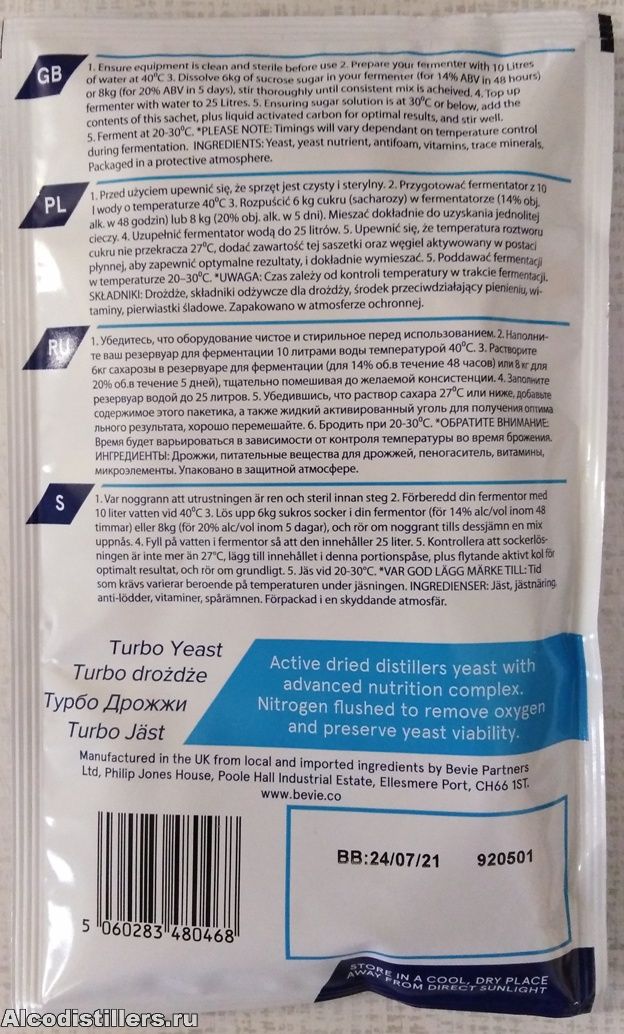 GB
1. Ensure equipment is clean and sterile before use 2. Prepare your fermenter with 10 Litres
of water at 40°C 3. Dissolve 6kg of sucrose sugar in your fermenter (for 14% ABV in 48 hours)
or 8kg (for 20% ABV in 5 days), stir thoroughly until consistent mix is acheived. 4. Top up
fermenter with water to 25 Litres. 5. Ensuring sugar solution is at 30°C or below, add the
contents of this sachet, plus liquid activated carbon for optimal results, and stir well.
5. Ferment at 20-30°C. *PLEASE NOTE: Timings will vary dependant on temperature control
during fermentation. INGREDIENTS: Yeast, yeast nutrient, antifoam, vitamins, trace minerals.
Packaged in a protective atmosphere.
PL
1. Przed użyciem upewnić się, że sprzęt jest czysty i sterylny. 2. Przygotować fermentator z 10
l wody o temperaturze 40°C 3. Rozpuścić 6 kg cukru (sacharozy) w fermentatorze (14% obj.
alk. w 48 godzin) lub 8 kg (20% obj. alk. w 5 dni). Mieszać dokładnie do uzyskania jednolitej
cieczy. 4. Uzupełnić fermentator wodą do 25 litrów. 5. Upewnić się, że temperatura roztworu
cukru nie przekracza 27°C, dodać zawartość tej saszetki oraz węgiel aktywowany w postaci
płynnej, aby zapewnić optymalne rezultaty, i dokładnie wymieszać. 5. Poddawać fermentacji
w temperaturze 20–30°C. *UWAGA: Czas zależy od kontroli temperatury w trakcie fermentacji.
SKŁADNIKI: Drożdże, składniki odżywcze dla drożdży, środek przeciwdziałający pienieniu, wi-
taminy, pierwiastki śladowe. Zapakowano w atmosferze ochronnej.
RU
1. Убедитесь, что оборудование чистое и стирильное перед использованием. 2. Наполни-
те ваш резервуар для ферментации 10 литрами воды температурой 40°C. 3. Растворите
6кг сахарозы в резервуаре для ферментации (для 14% об.в течение 48 часов) или 8 кг для
20% об.в течение 5 дней), тщательно помешивая до желаемой консистенции. 4. Заполните
резервуар водой до 25 литров. 5. Убедившись, что раствор сахара 27°C или ниже, добавьте
содержимое этого пакетика, а также жидкий активированный уголь для получения оптима
льного результата, хорошо перемешайте. 6. Бродить при 20-30°C. *ОБРАТИТЕ ВНИМАНИЕ:
Время будет варьироваться в зависимости от контроля температуры во время брожения.
ИНГРЕДИЕНТЫ: Дрожжи, питательные вещества для дрожжей, пеногаситель, витамины,
микроэлементы. Упаковано в защитной атмосфере.
S
1. Var noggrann att utrustningen är ren och steril innan steg 2. Förberedd din fermentor med
10 liter vatten vid 40°C 3. Lös upp 6kg sukros socker i din fermentor (för 14% alc/vol inom 48
timmar) eller 8kg (för 20% alc/vol inom 5 dagar), och rör om noggrant tills dessjämn en mix
uppnås. 4. Fyll på vatten i fermentor så att den innehåller 25 liter. 5. Kontrollera att sockerlös-
ningen är inte mer än 27°C, lägg till innehållet i denna portionspåse, plus flytande aktivt kol för
optimalt resultat, och rör om grundligt. 5. Jäs vid 20-30°C. *VAR GOD LÄGG MÄRKE TILL: Tid
som krävs varierar beroende på temperaturen under jäsningen. INGREDIENSER: Jäst, jästnäring,
anti-lödder, vitaminer, spårämnen. Förpackad i en skyddande atmosfär.
Turbo Yeast
Turbo drożdże
Турбо Дрожжи
Turbo Jäst
Active dried distillers yeast with
advanced nutrition complex.
Nitrogen flushed to remove oxygen
and preserve yeast viability.
Manufactured in the UK from local and imported ingredients by Bevie Partners
Ltd, Philip Jones House, Poole Hall Industrial Estate, Ellesmere Port, CH66 1ST.
www.bevie.co
BB:24/07/21 920501
5 060283 480468
STORE IN A COOL, DRY PLACE
AWAY FROM DIRECT SUNLIGHT
Alcodistillers.ru